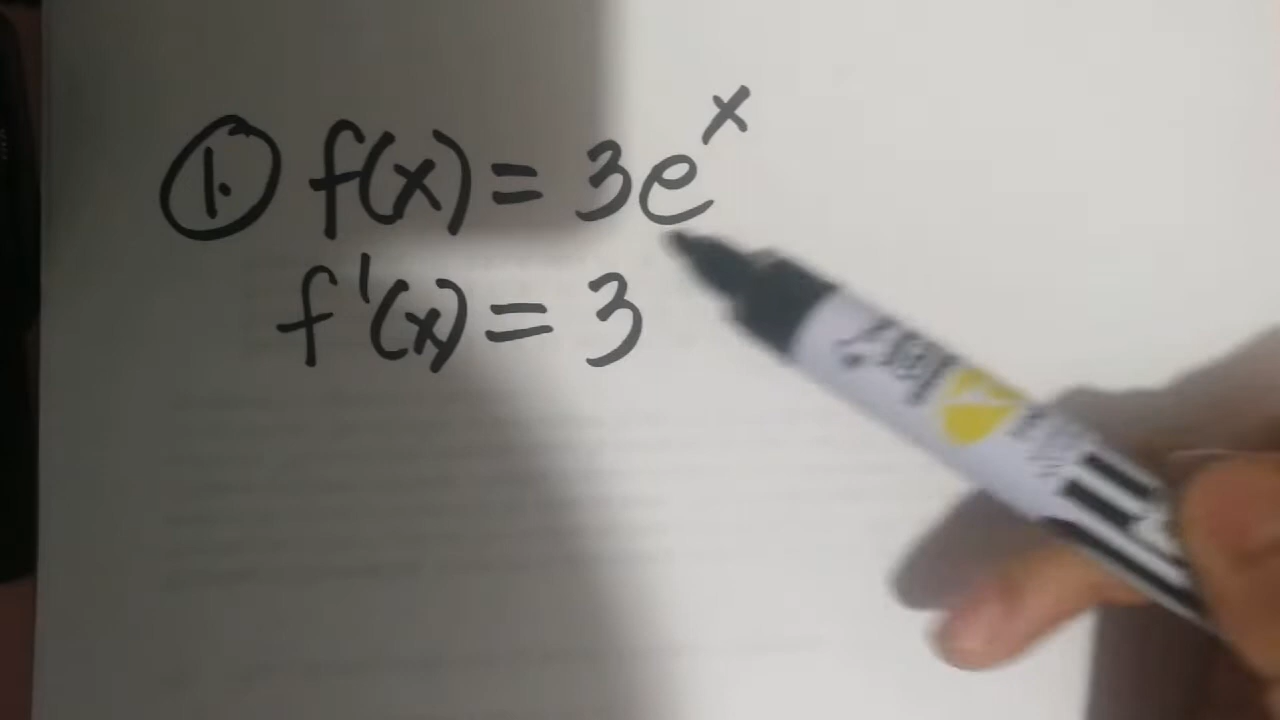 1. f(x) = 3e^x
f'(x) = 3